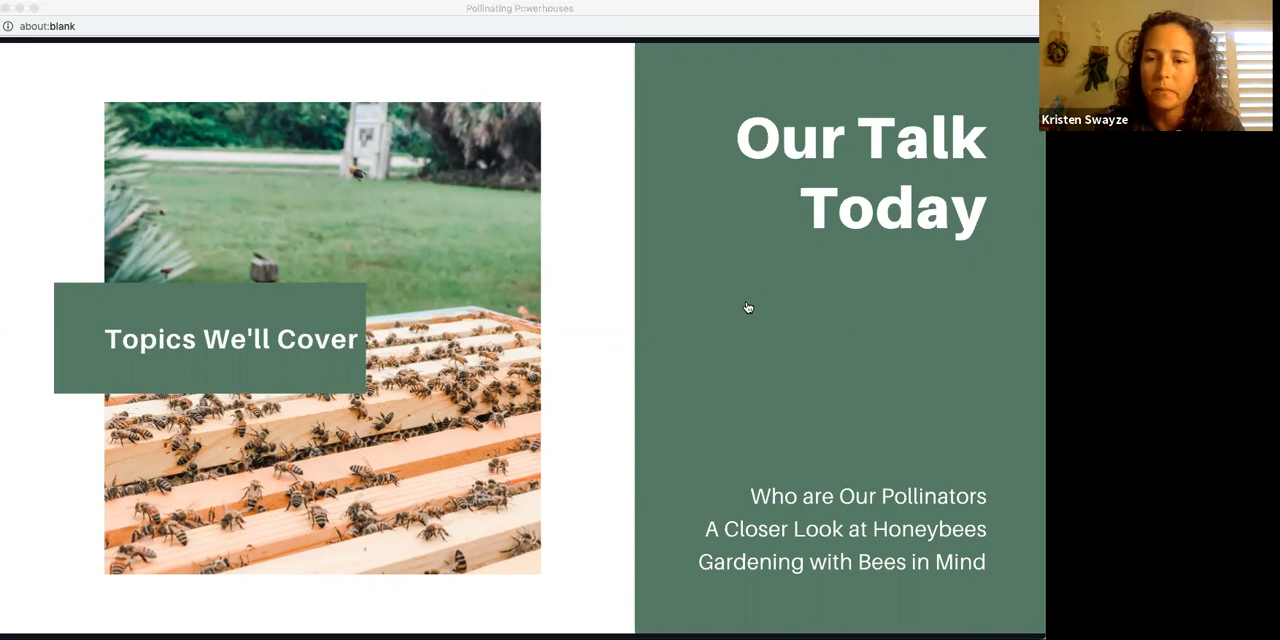 Pollinating Powerhouses
about:blank
Kristen Swayze
Our Talk
Today
Topics We'll Cover
Who are Our Pollinators
A Closer Look at Honeybees
Gardening with Bees in Mind